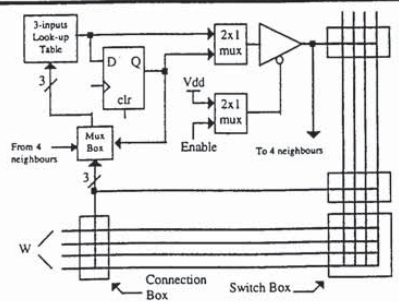 3-inputs
Look-up
Table
D Q
clr
3
2x1
mux
Vdd
2x1
mux
Enable
Mux
Box
From 4
neighbours
To 4 neighbours
3
W
Connection
Box
Switch Box